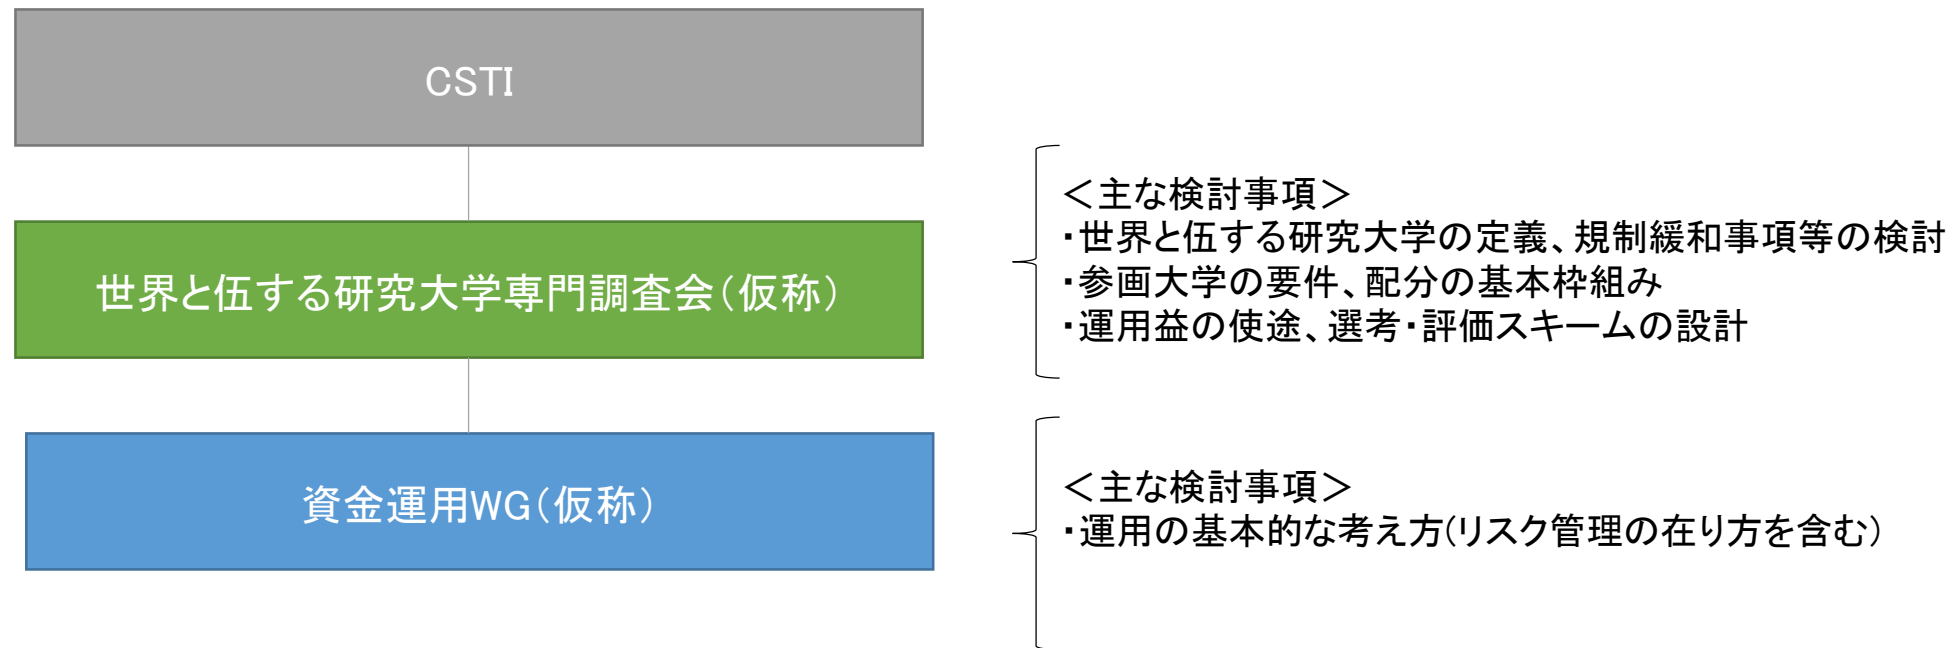 CSTI
世界と伍する研究大学専門調査会（仮称）
＜主な検討事項＞
・世界と伍する研究大学の定義、規制緩和事項等の検討
・参画大学の要件、配分の基本枠組み
・運用益の使途、選考・評価スキームの設計
資金運用WG（仮称）
＜主な検討事項＞
・運用の基本的な考え方(リスク管理の在り方を含む）